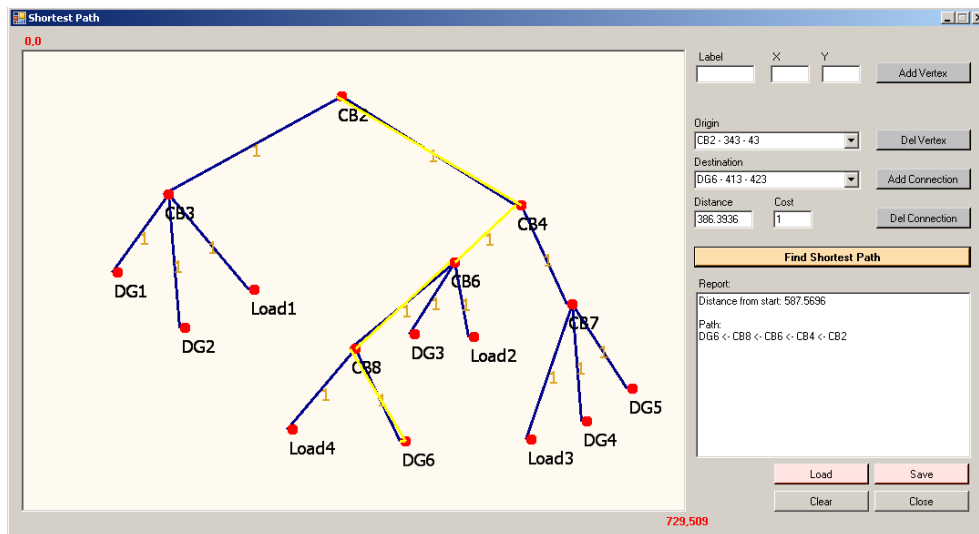 Shortest Path
0,0
CB2
1
1
CB3
CB4
1
1
1
1
1
DG1
CB6
Load1
1
1
1
CB7
DG2
DG3
Load2
CB8
1
1
1
1
1
DG5
Load4
DG6
Load3
DG4
729,509
Label X Y
Add Vertex
Origin
CB2 - 343 - 43
Del Vertex
Destination
DG6 - 413 - 423
Add Connection
Distance Cost
386.3936 1
Del Connection
Find Shortest Path
Report:
Distance from start: 587.5696
Path:
DG6 <- CB8 <- CB6 <- CB4 <- CB2
Load Save
Clear Close